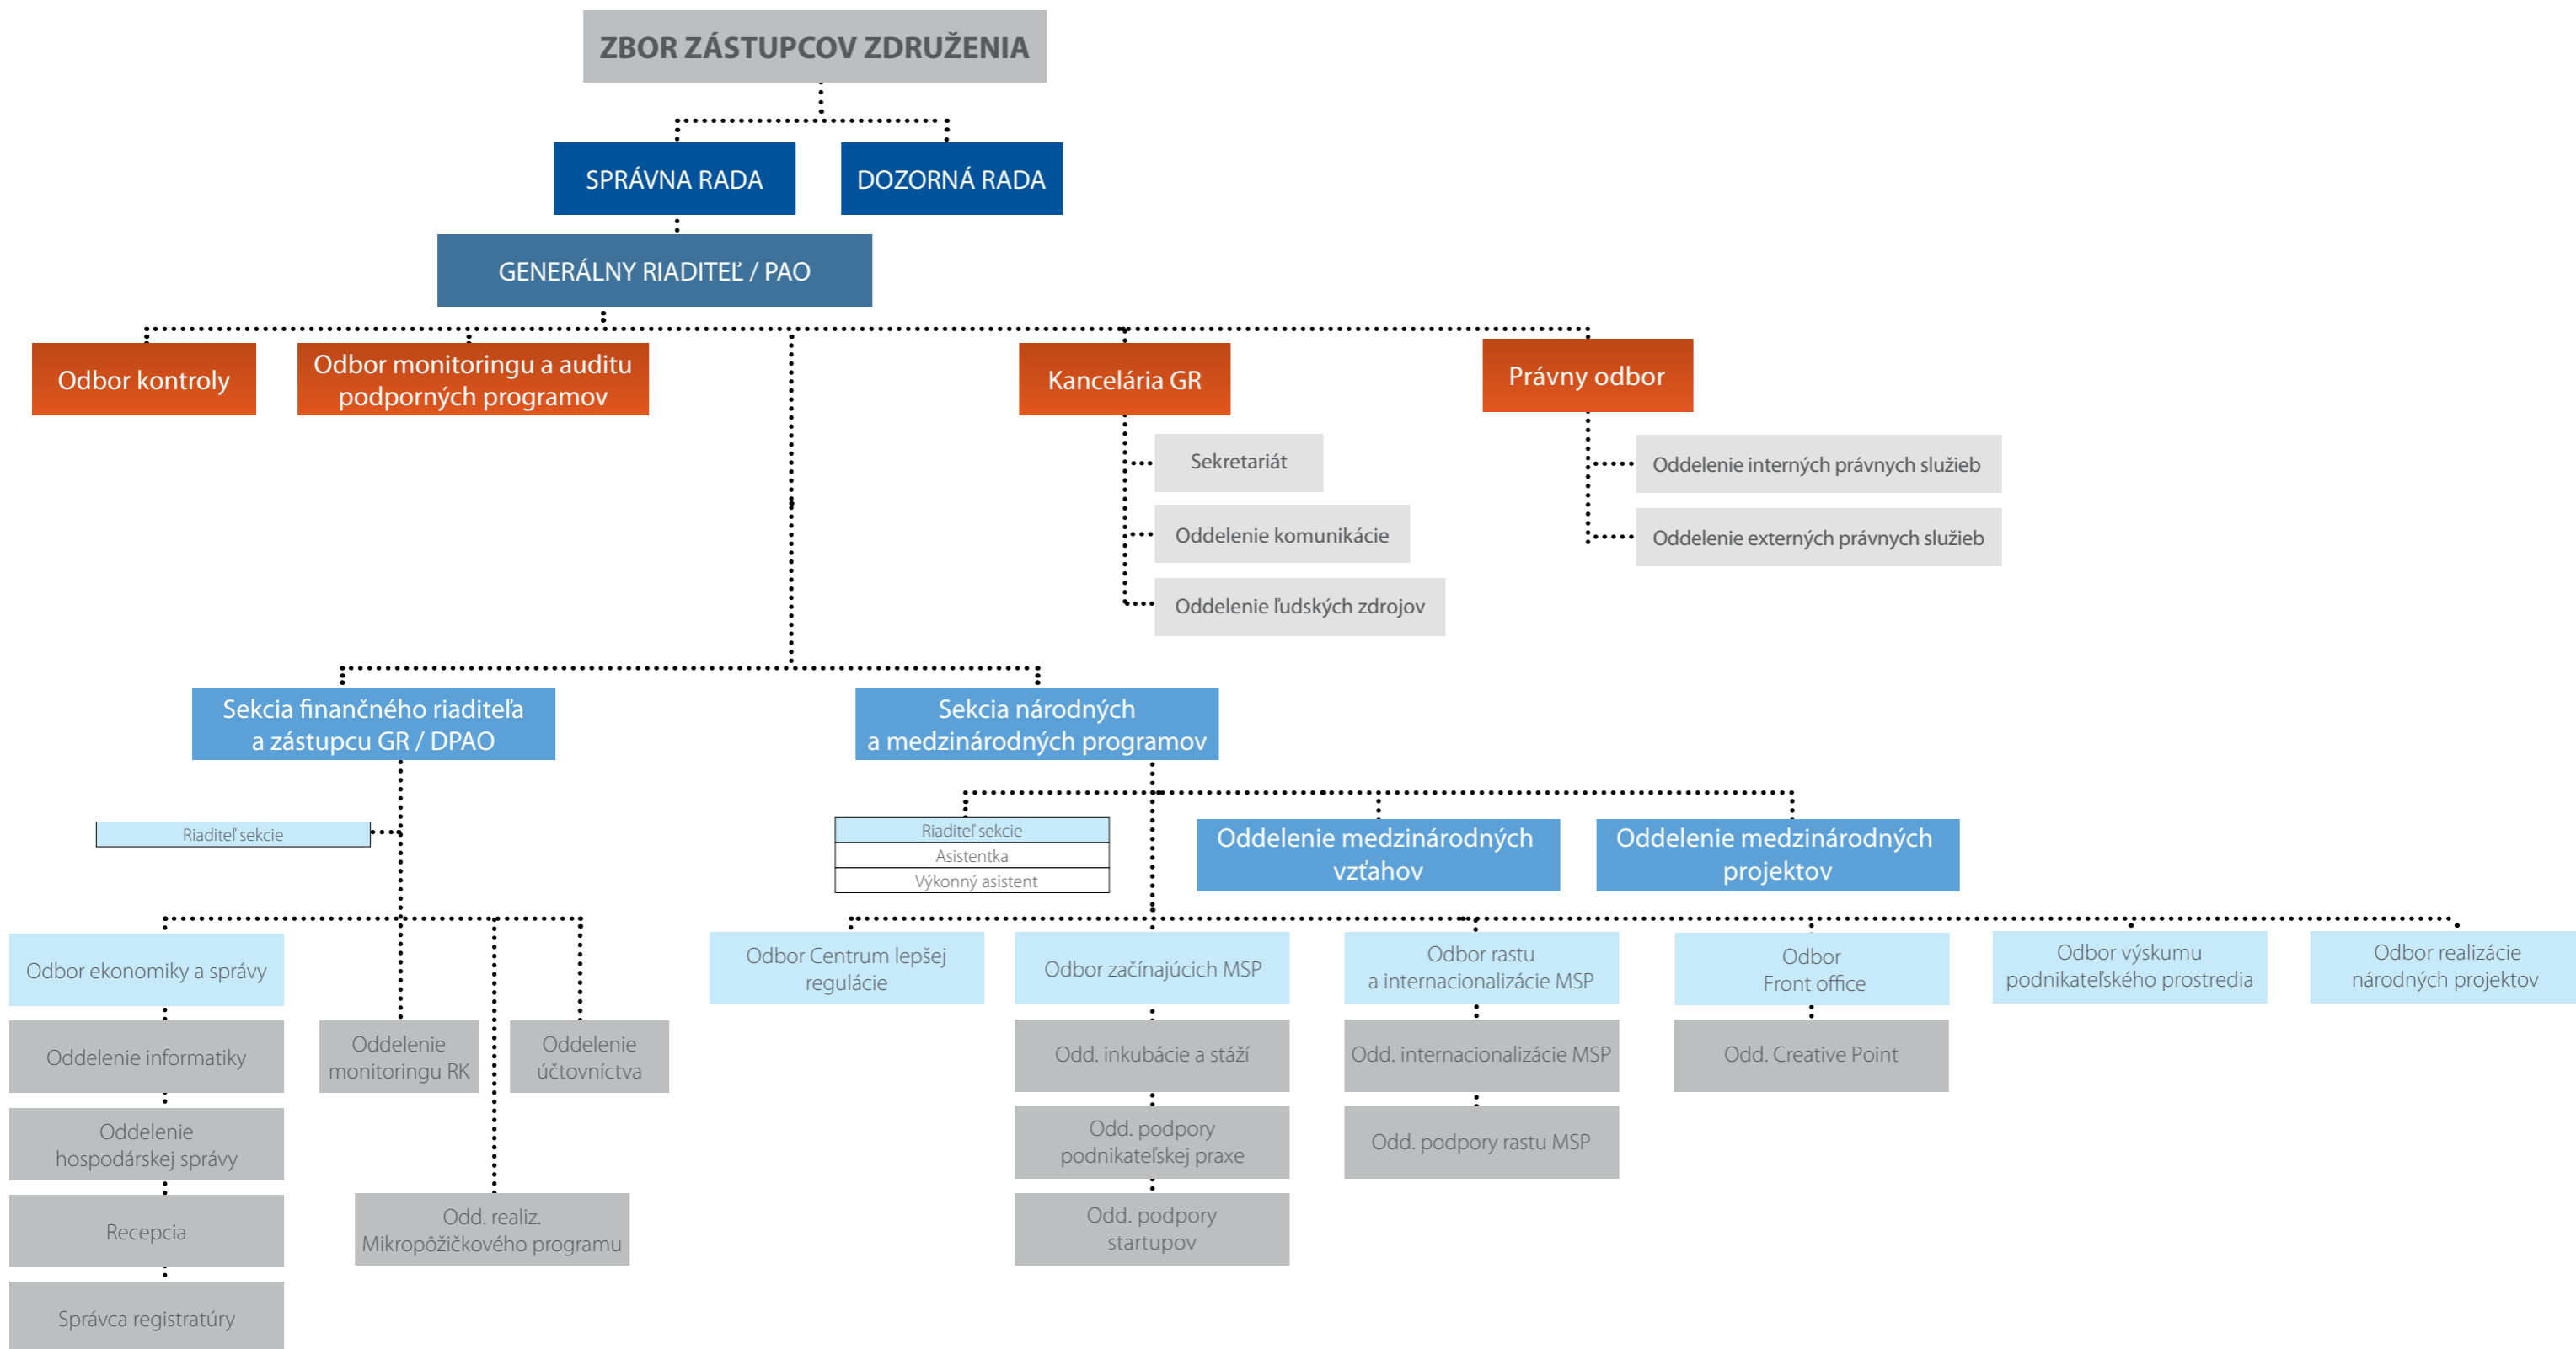 ZBOR ZÁSTUPCOV ZDRUŽENIA
SPRÁVNA RADA
DOZORNÁ RADA
GENERÁLNY RIADITEĽ / PAO
Odbor kontroly
Odbor monitoringu a auditu
podporných programov
Kancelária GR
Právny odbor
Sekretariát
Oddelenie komunikácie
Oddelenie ľudských zdrojov
Oddelenie interných právnych služieb
Oddelenie externých právnych služieb
Sekcia finančného riaditeľa
a zástupcu GR / DPAO
Sekcia národných
a medzinárodných programov
Riaditeľ sekcie
Riaditeľ sekcie
Asistentka
Výkonný asistent
Oddelenie medzinárodných
vzťahov
Oddelenie medzinárodných
projektov
Odbor ekonomiky a správy
Oddelenie informatiky
Oddelenie
hospodárskej správy
Recepcia
Správca registratúry
Oddelenie
monitoringu RK
Oddelenie
účtovníctva
Odd. realiz.
Mikropôžičkového programu
Odbor Centrum lepšej
regulácie
Odbor začínajúcich MSP
Odd. inkubácie a stáží
Odd. podpory
podnikateľskej praxe
Odd. podpory
startupov
Odbor rastu
a internacionalizácie MSP
Odd. internacionalizácie MSP
Odd. podpory rastu MSP
Odbor
Front office
Odd. Creative Point
Odbor výskumu
podnikateľského prostredia
Odbor realizácie
národných projektov